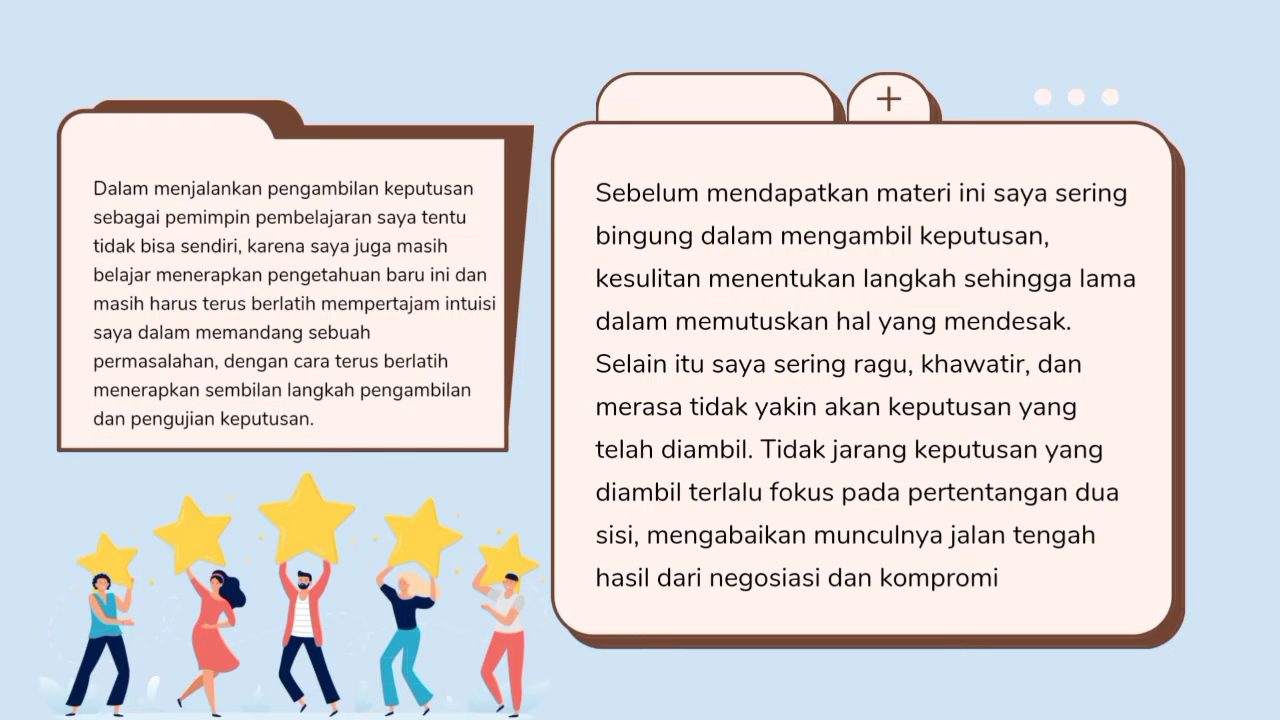 Dalam menjalankan pengambilan keputusan
sebagai pemimpin pembelajaran saya tentu
tidak bisa sendiri, karena saya juga masih
belajar menerapkan pengetahuan baru ini dan
masih harus terus berlatih mempertajam intuisi
saya dalam memandang sebuah
permasalahan, dengan cara terus berlatih
menerapkan sembilan langkah pengambilan
dan pengujian keputusan.
Sebelum mendapatkan materi ini saya sering
bingung dalam mengambil keputusan,
kesulitan menentukan langkah sehingga lama
dalam memutuskan hal yang mendesak.
Selain itu saya sering ragu, khawatir, dan
merasa tidak yakin akan keputusan yang
telah diambil. Tidak jarang keputusan yang
diambil terlalu fokus pada pertentangan dua
sisi, mengabaikan munculnya jalan tengah
hasil dari negosiasi dan kompromi